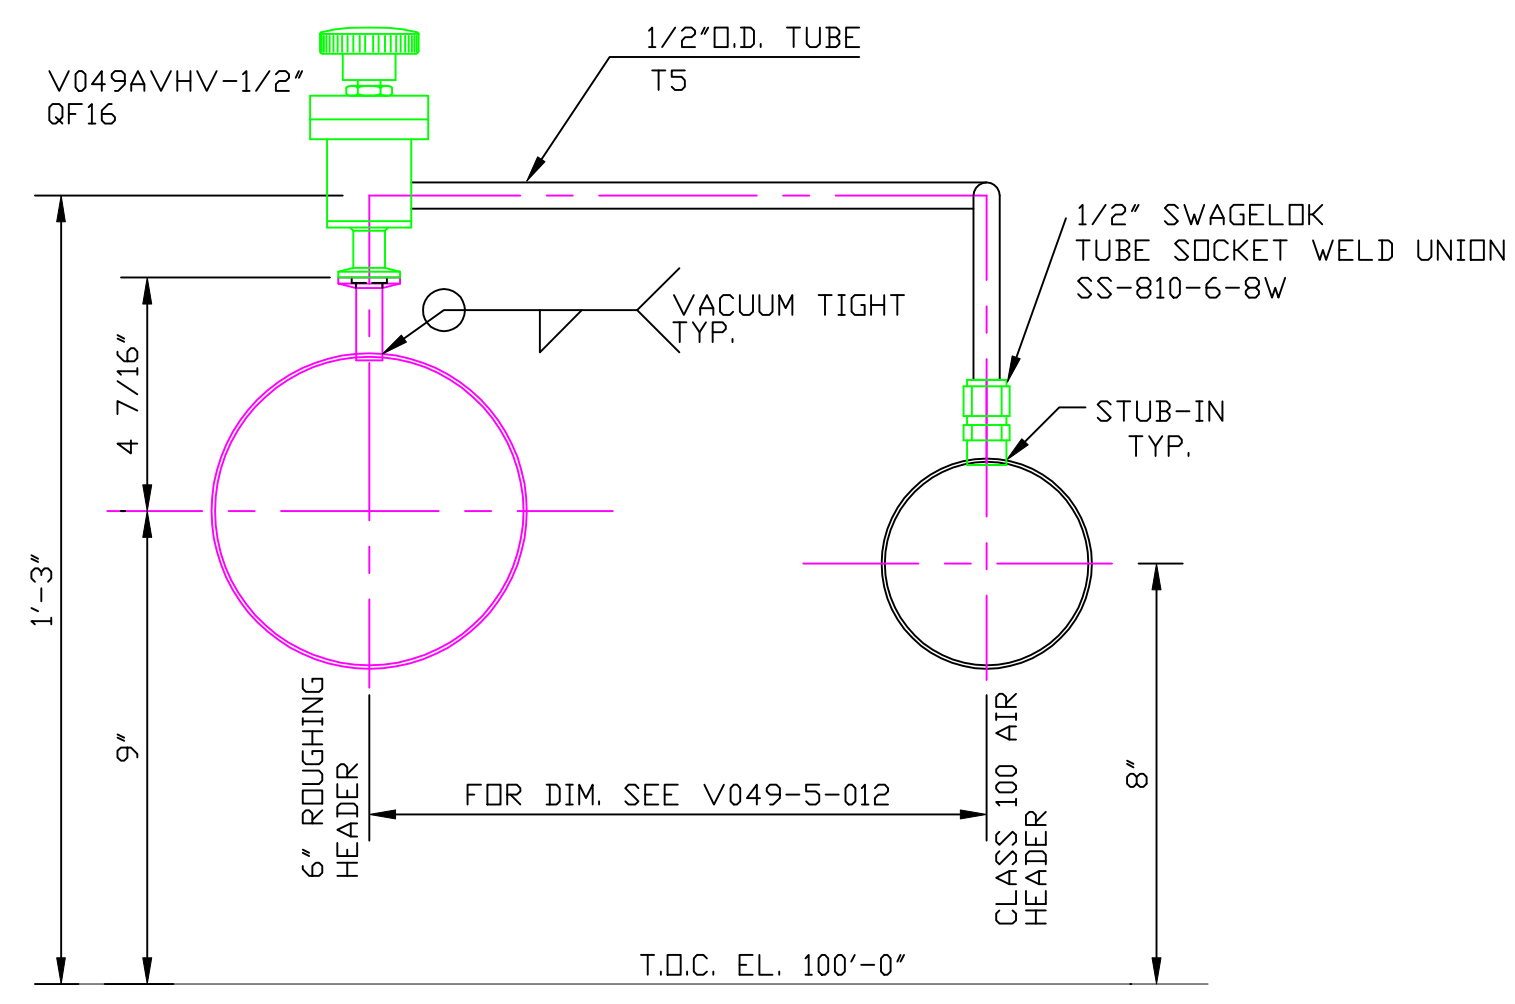 1/2"O.D. TUBE
T5
V049AVHV-1/2"
QF16
1/2" SWAGELOK
TUBE SOCKET WELD UNION
SS-810-6-8W
VACUUM TIGHT
TYP.
STUB-IN
TYP.
4 7/16"
1'-3"
9"
8"
6" ROUGHING
HEADER
FOR DIM. SEE V049-5-012
CLASS 100 AIR
HEADER
T.O.C. EL. 100'-0"